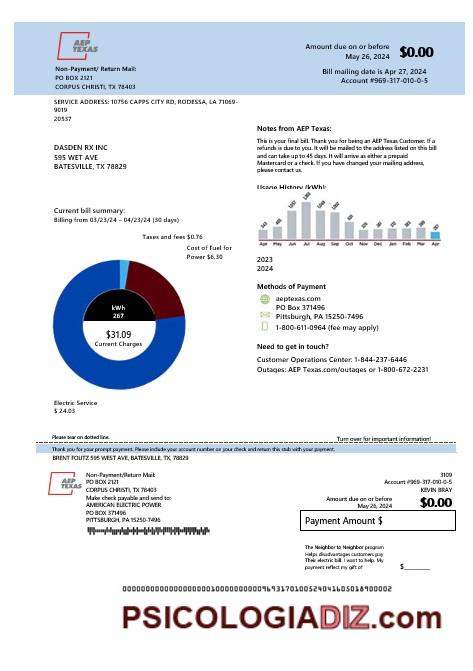 AEP
TEXAS
Non-Payment/ Return Mail:
PO BOX 2121
CORPUS CHRISTI, TX 78403
Amount due on or before
May 26, 2024
$0.00
Bill mailing date is Apr 27, 2024
Account #969-317-010-0-5
SERVICE ADDRESS: 10756 CAPPS CITY RD, RODESSA, LA 71069-
9019
20537
DASDEN RX INC
595 WET AVE
BATESVILLE, TX 78829
Notes from AEP Texas:
This is your final bill. Thank you for being an AEP Texas Customer. If a
refunds is due to you. It will be mailed to the address listed on this bill
and can take up to 45 days. It will arrive as either a prepaid
Mastercard or a check. If you have changed your mailing address,
please contact us.
Usage History (kWh):
Apr May Jun Jul Aug Sep Oct Nov Dec Jan Feb Mar Apr
2023
2024
Current bill summary:
Billing from 03/23/24 – 04/23/24 (30 days)
Taxes and fees $0.76
Cost of Fuel for
Power $6.30
kWh
267
$31.09
Current Charges
Electric Service
$ 24.03
Methods of Payment
aeptexas.com
PO Box 371496
Pittsburgh, PA 15250-7496
1-800-611-0964 (fee may apply)
Need to get in touch?
Customer Operations Center: 1-844-237-6446
Outages: AEP Texas.com/outages or 1-800-672-2231
Please tear on dotted line.
Turn over for important information!
Thank you for your prompt payment. Please include your account number on your check and return this stub with your payment.
BRENT FOUTZ 595 WEST AVE, BATESVILLE, TX, 78829
AEP
TEXAS
Non-Payment/Return Mail:
PO BOX 2121
CORPUS CHRISTI, TX 78403
Make check payable and send to:
AMERICAN ELECTRIC POWER
PO BOX 371496
PITTSBURGH, PA 15250-7496
3109
Account #969-317-010-0-5
KEVIN BRAY
Amount due on or before
May 26, 2024
$0.00
Payment Amount $
The Neighbor to Neighbor program
Helps disadvantages customers pay
Their electric bill. I want to help. My
payment reflect my gift of
$
PSICOLOGIADIZ.com